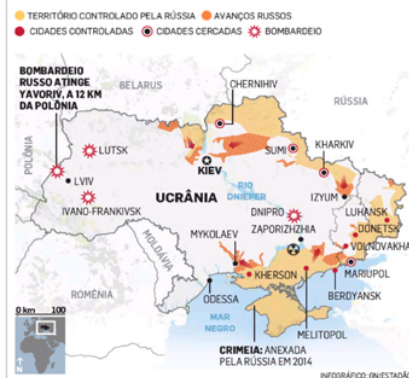 TERRITÓRIO CONTROLADO PELA RÚSSIA
AVANÇOS RUSSOS
CIDADES CONTROLADAS
CIDADES CERCADAS
BOMBARDEIO
BOMBARDEIO
RUSSO ATINGE
YAVORIV, A 12 KM
DA POLÔNIA
BELARUS
CHERNIHIV
RÚSSIA
POLÔNIA
LUTSK
SUMI
KHARKIV
KIEV
LVIV
UCRÂNIA
RIO
DNIEPER
IZYUM
IVANO-FRANKIVSK
LUHANSK
DNIPRO
DONETSK
ZAPORIZHZHIA
MOLDÁVIA
VOLNOVAKHA
MYKOLAEV
ROMÊNIA
KHERSON
MARIUPOL
0 km 100
ODESSA
BERDYANSK
MAR
NEGRO
MELITOPOL
CRIMEIA: ANEXADA
PELA RÚSSIA EM 2014
N
INFOGRÁFICO: GN/ESTADÃO